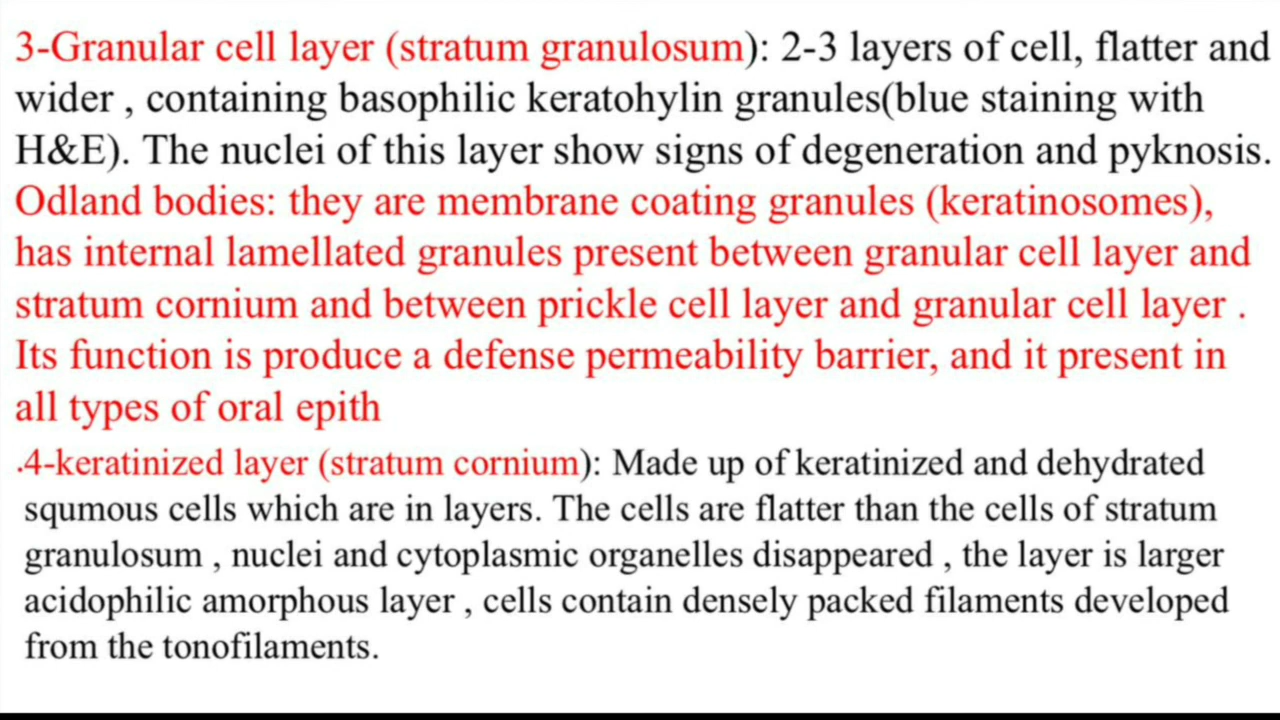 3-Granular cell layer (stratum granulosum): 2-3 layers of cell, flatter and
wider , containing basophilic keratohylin granules(blue staining with
H&E). The nuclei of this layer show signs of degeneration and pyknosis.
Odland bodies: they are membrane coating granules (keratinosomes),
has internal lamellated granules present between granular cell layer and
stratum cornium and between prickle cell layer and granular cell layer .
Its function is produce a defense permeability barrier, and it present in
all types of oral epith
.4-keratinized layer (stratum cornium): Made up of keratinized and dehydrated
squmous cells which are in layers. The cells are flatter than the cells of stratum
granulosum , nuclei and cytoplasmic organelles disappeared , the layer is larger
acidophilic amorphous layer , cells contain densely packed filaments developed
from the tonofilaments.